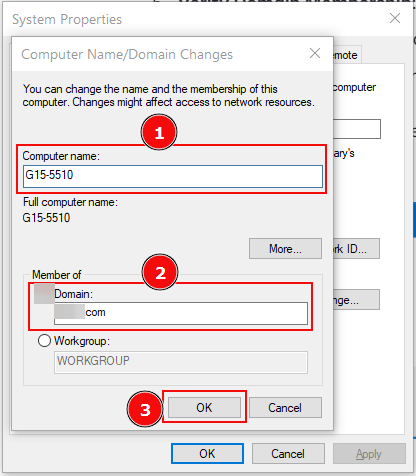 System Properties
Computer Name/Domain Changes
You can change the name and the membership of this
computer. Changes might affect access to network resources.
1
Computer name:
G15-5510
Full computer name:
G15-5510
More...
Member of
2
Domain:
com
Workgroup:
WORKGROUP
3
OK
Cancel
emote
computer
ary's
rk ID...
nge...
OK
Cancel
Apply